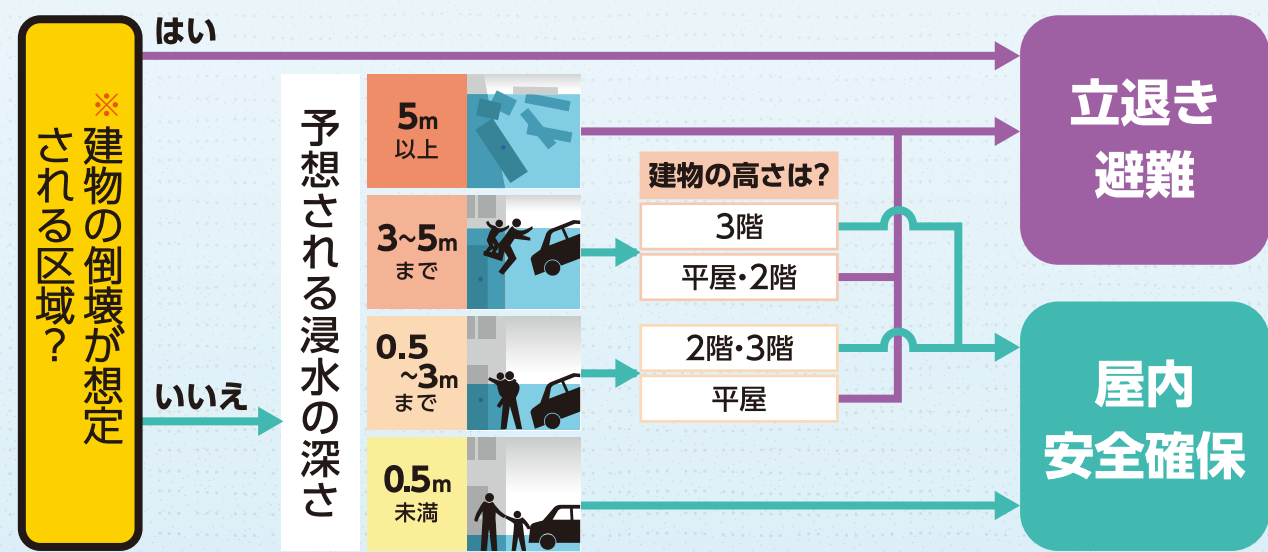 ※
建物の倒壊が想定
される区域？
はい
いいえ
予想される浸水の深さ
5m
以上
3~5m
まで
0.5
~3m
まで
0.5m
未満
建物の高さは?
3階
平屋・2階
2階・3階
平屋
立退き
避難
屋内
安全確保